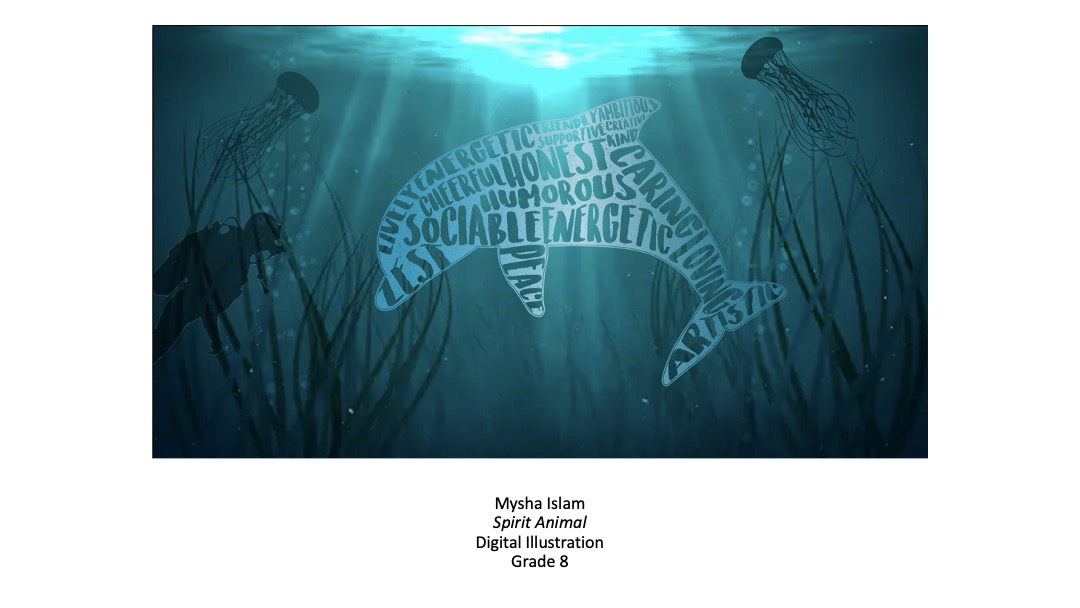 FRIENDLY AMBITIOUS
SUPPORTIVE CREATIVE
KIND
LIVELY ENERGETIC
CHEERFUL HONEST
HUMOROUS
SOCIABLE ENERGETIC
CARING LOVING
PEACE
ARTISTIC
Mysha Islam
Spirit Animal
Digital Illustration
Grade 8